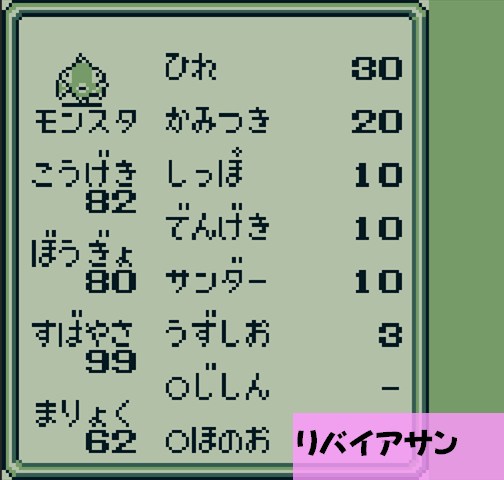 ひれ 30
モンスタ かみつき 20
こうげき 82 しっぽ 10
でんげき 10
ぼうぎょ 80 サンダー 10
すばやさ 99 うずしお 3
○じしん -
まりょく 62 ○ほのお
リバイアサン